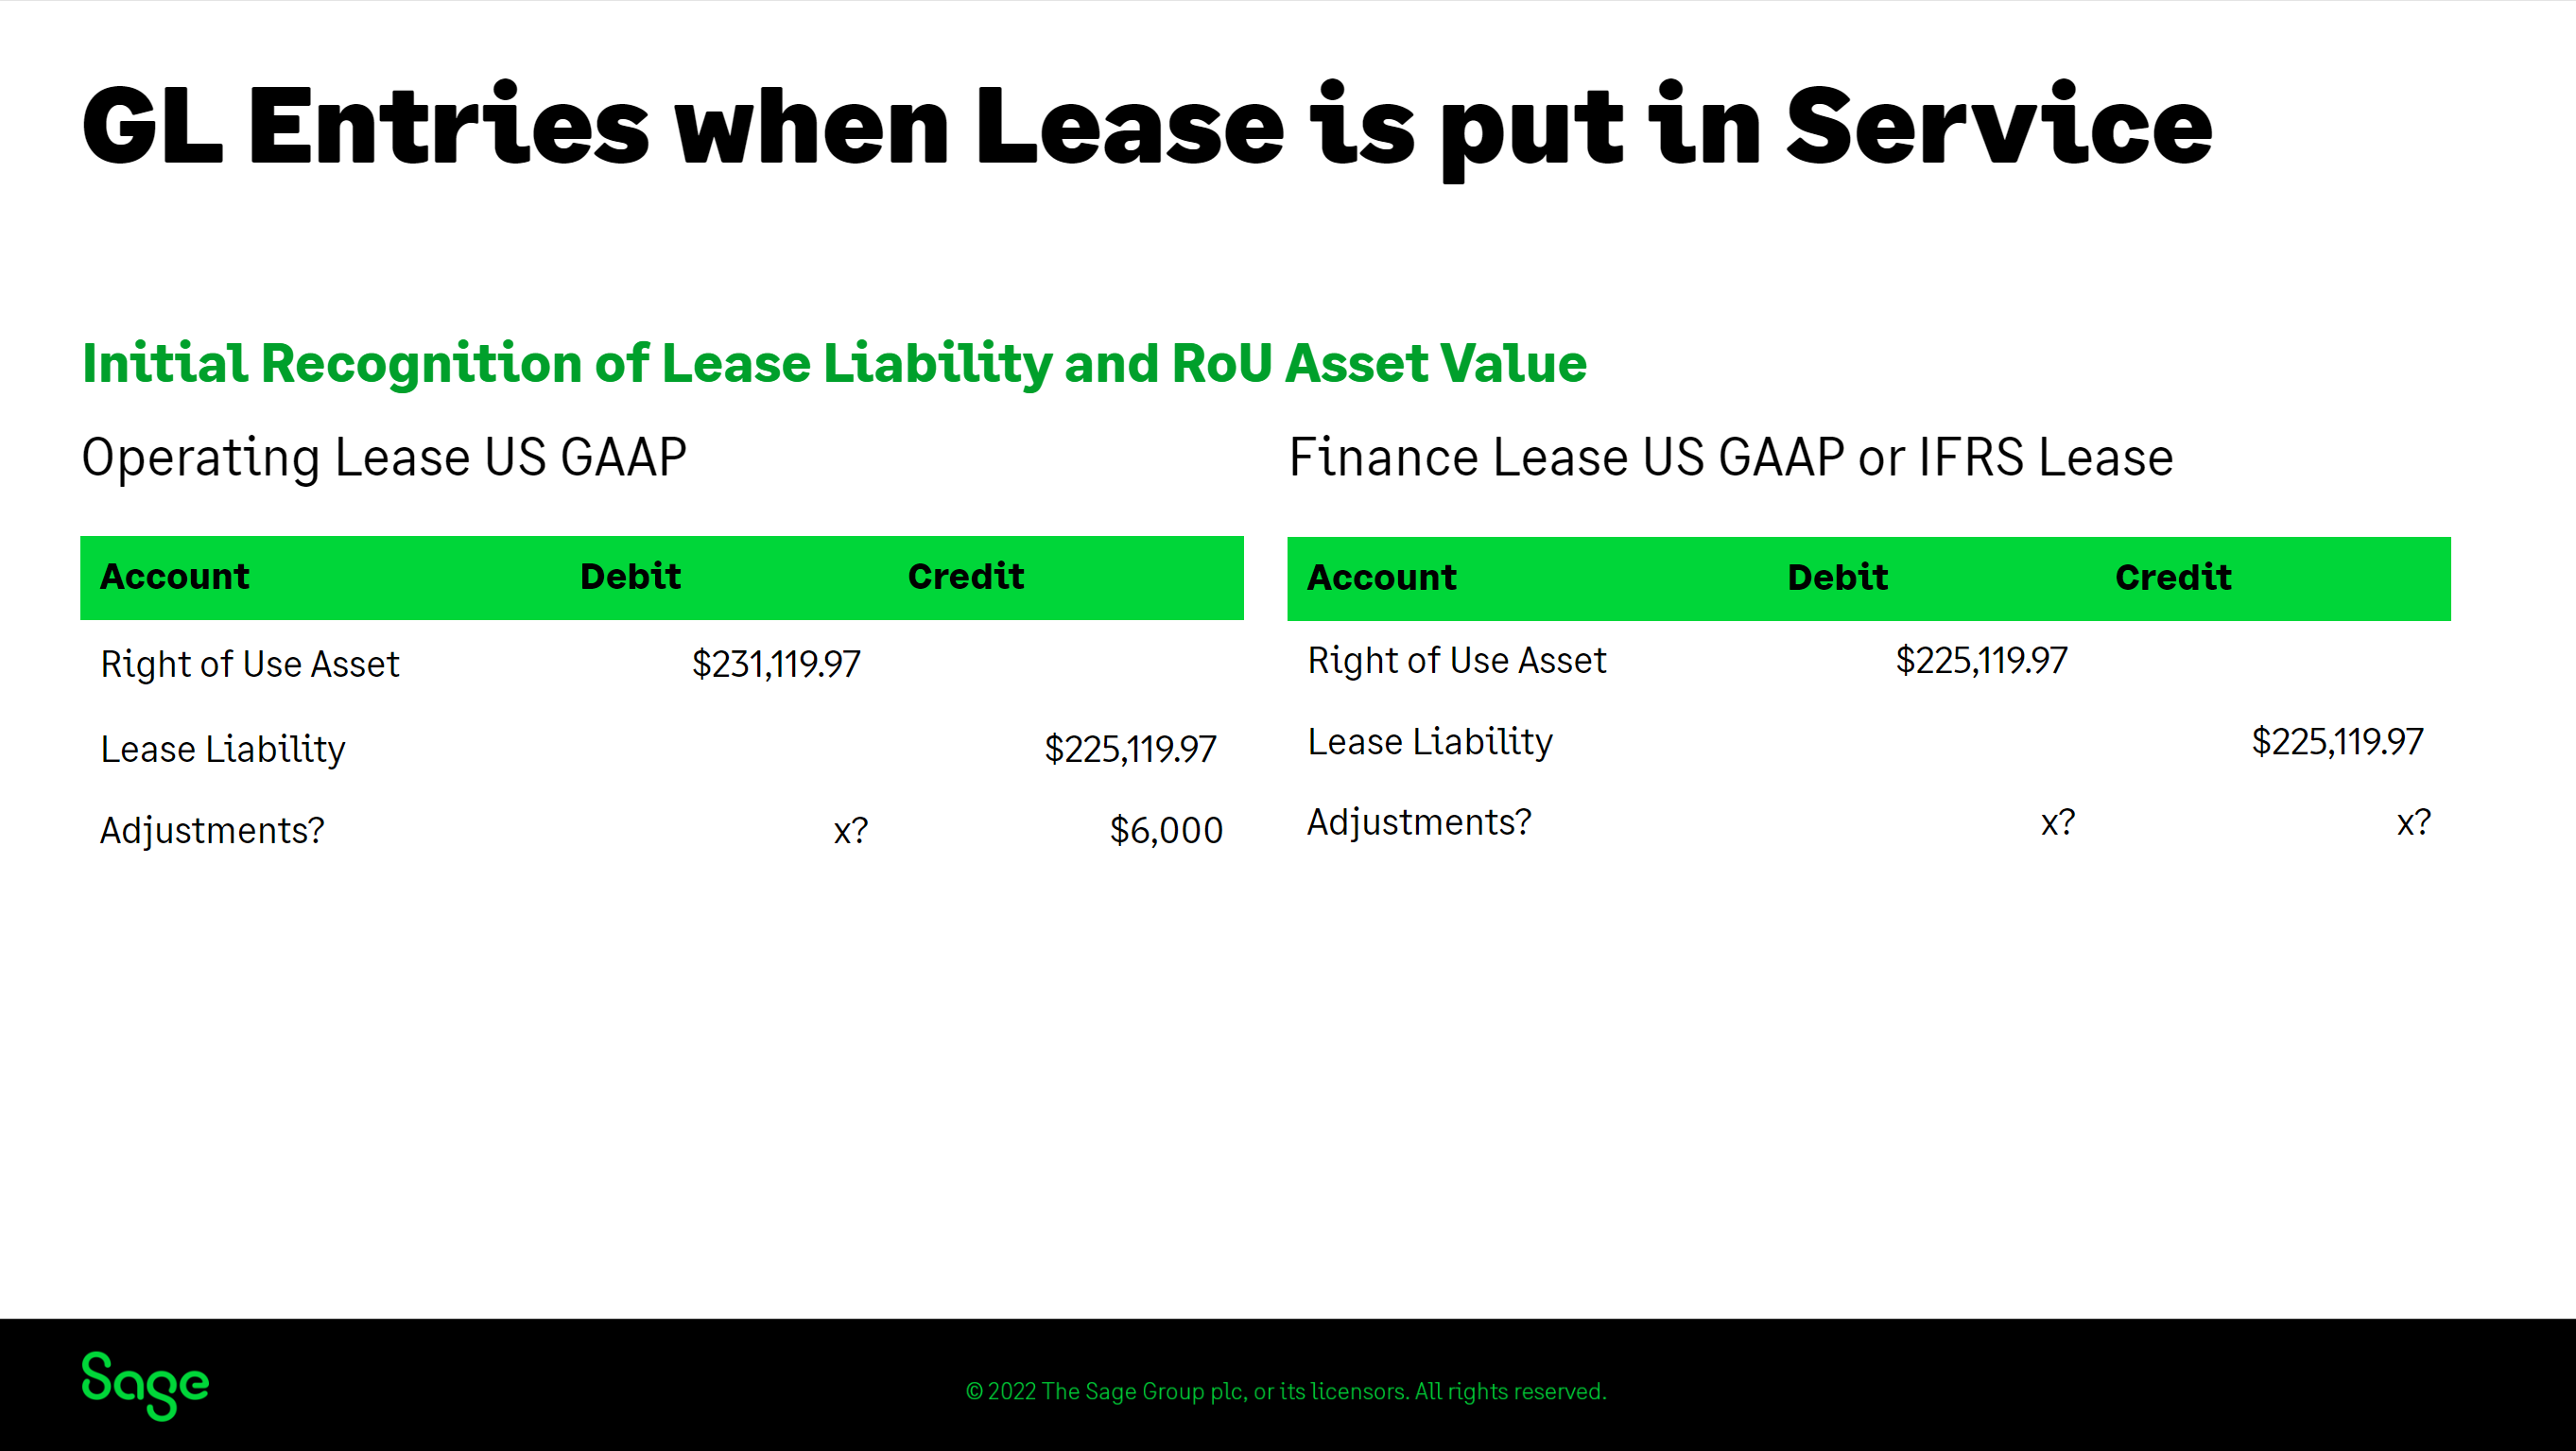 GL Entries when Lease is put in Service
Initial Recognition of Lease Liability and RoU Asset Value
Operating Lease US GAAP
Account Debit Credit
Right of Use Asset $231,119.97
Lease Liability $225,119.97
Adjustments? x? $6,000
Finance Lease US GAAP or IFRS Lease
Account Debit Credit
Right of Use Asset $225,119.97
Lease Liability $225,119.97
Adjustments? x? x?
Sage
© 2022 The Sage Group plc, or its licensors. All rights reserved.